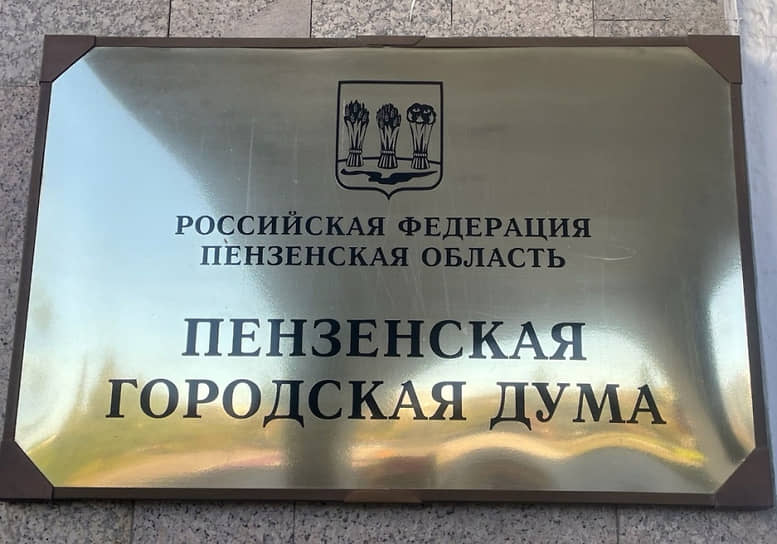 РОССИЙСКАЯ ФЕДЕРАЦИЯ
ПЕНЗЕНСКАЯ ОБЛАСТЬ
ПЕНЗЕНСКАЯ
ГОРОДСКАЯ ДУМА